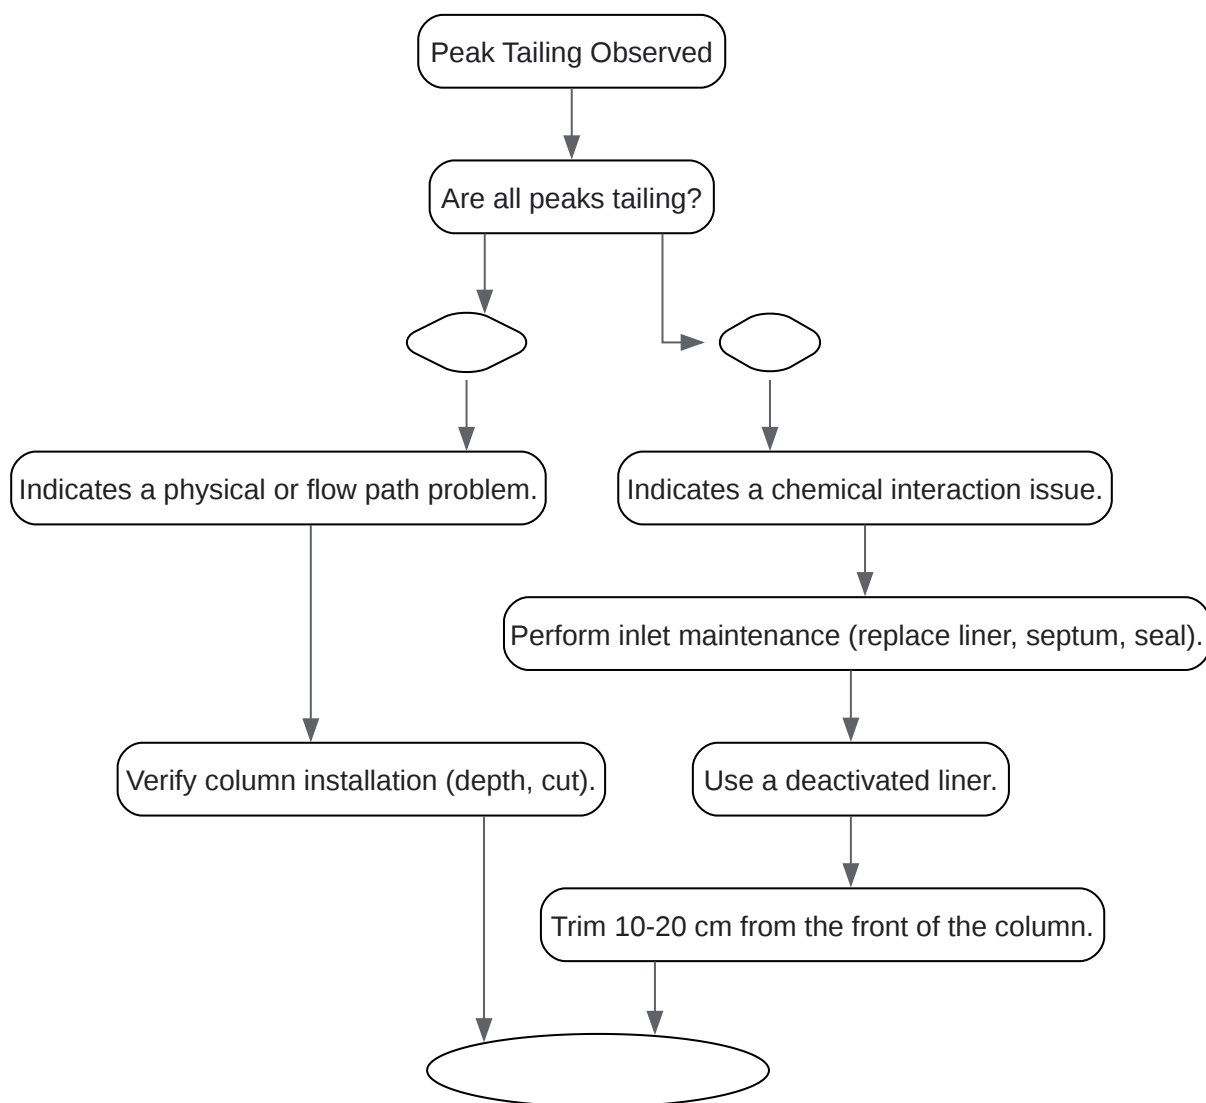 Peak Tailing Observed
Are all peaks tailing?
Indicates a physical or flow path problem.
Indicates a chemical interaction issue.
Perform inlet maintenance (replace liner, septum, seal).
Verify column installation (depth, cut).
Use a deactivated liner.
Trim 10-20 cm from the front of the column.